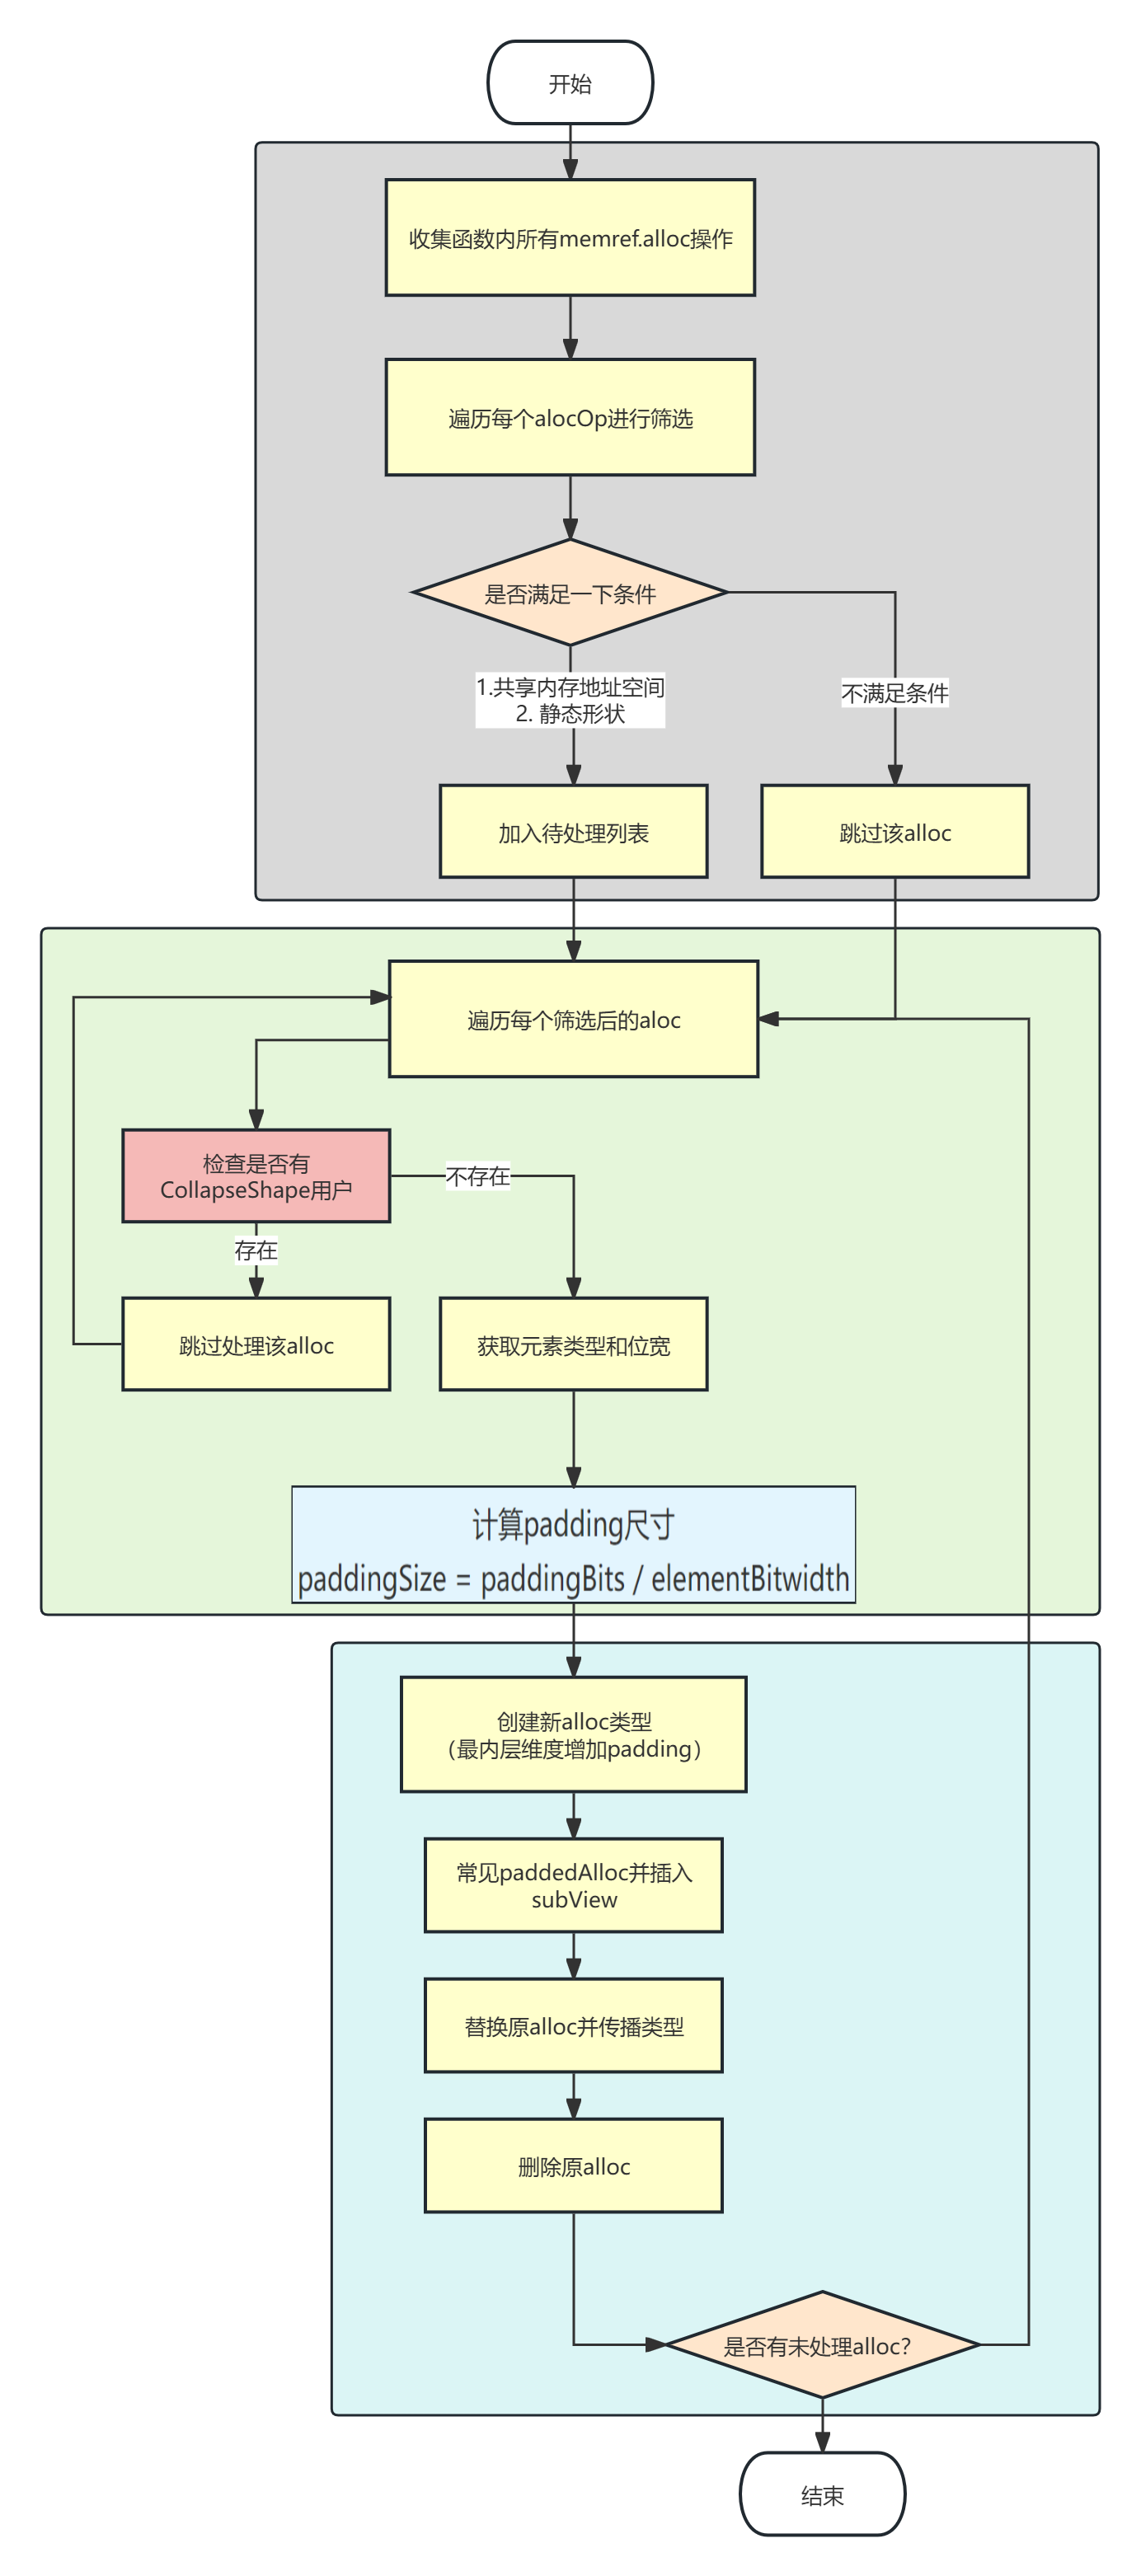 开始
收集函数内所有memref.alloc操作
遍历每个alocOp进行筛选
是否满足一下条件
1.共享内存地址空间
2. 静态形状
不满足条件
加入待处理列表
跳过该alloc
遍历每个筛选后的aloc
检查是否有
CollapseShape用户
不存在
存在
跳过处理该alloc
获取元素类型和位宽
计算padding尺寸
paddingSize = paddingBits / elementBitwidth
创建新alloc类型
（最内层维度增加padding）
常见paddedAlloc并插入
subView
替换原alloc并传播类型
删除原alloc
是否有未处理alloc？
结束